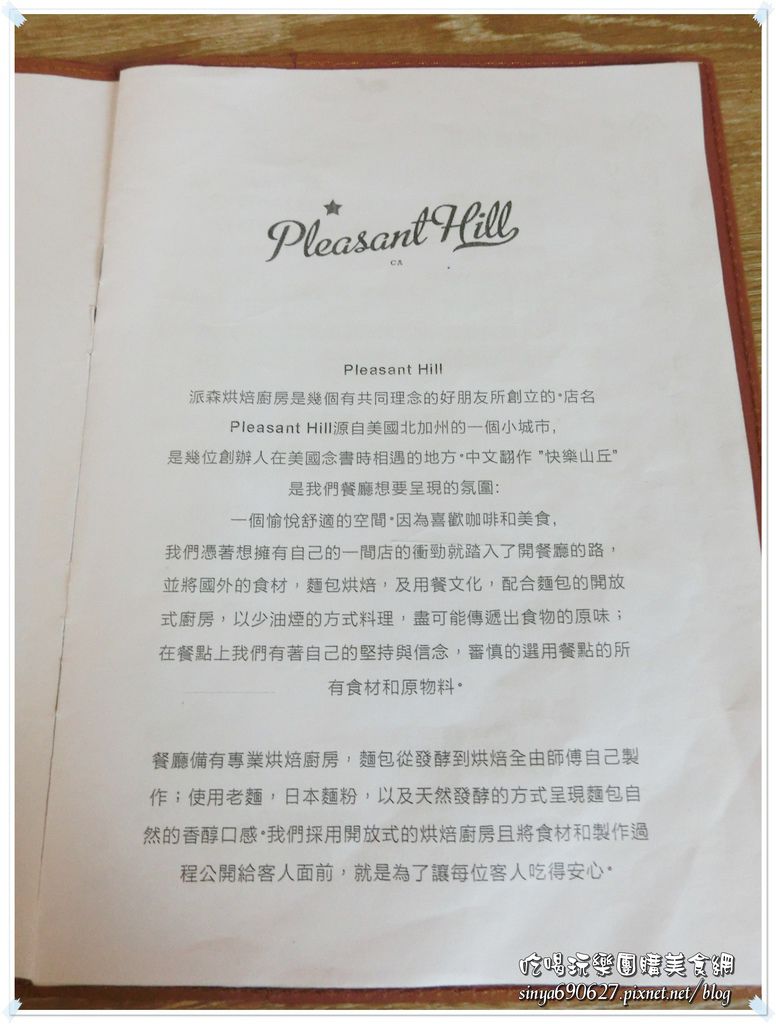 Pleasant Hill
CA
Pleasant Hill
派森烘焙廚房是幾個有共同理念的好朋友所創立的。店名
Pleasant Hill源自美國北加州的一個小城市，
是幾位創辦人在美國念書時相遇的地方。中文翻作 "快樂山丘"
是我們餐廳想要呈現的氛圍:
一個愉悅舒適的空間。因為喜歡咖啡和美食，
我們憑著想擁有自己的一間店的衝勁就踏入了開餐廳的路，
並將國外的食材，麵包烘焙，及用餐文化，配合麵包的開放
式廚房，以少油煙的方式料理，盡可能傳遞出食物的原味；
在餐點上我們有著自己的堅持與信念，審慎的選用餐點的所
有食材和原物料。
餐廳備有專業烘焙廚房，麵包從發酵到烘焙全由師傅自己製
作；使用老麵，日本麵粉，以及天然發酵的方式呈現麵包自
然的香醇口感。我們採用開放式的烘焙廚房且將食材和製作過
程公開給客人面前，就是為了讓每位客人吃得安心。
吃喝玩樂團購美食網
sinya690627.pixnet.net/blog